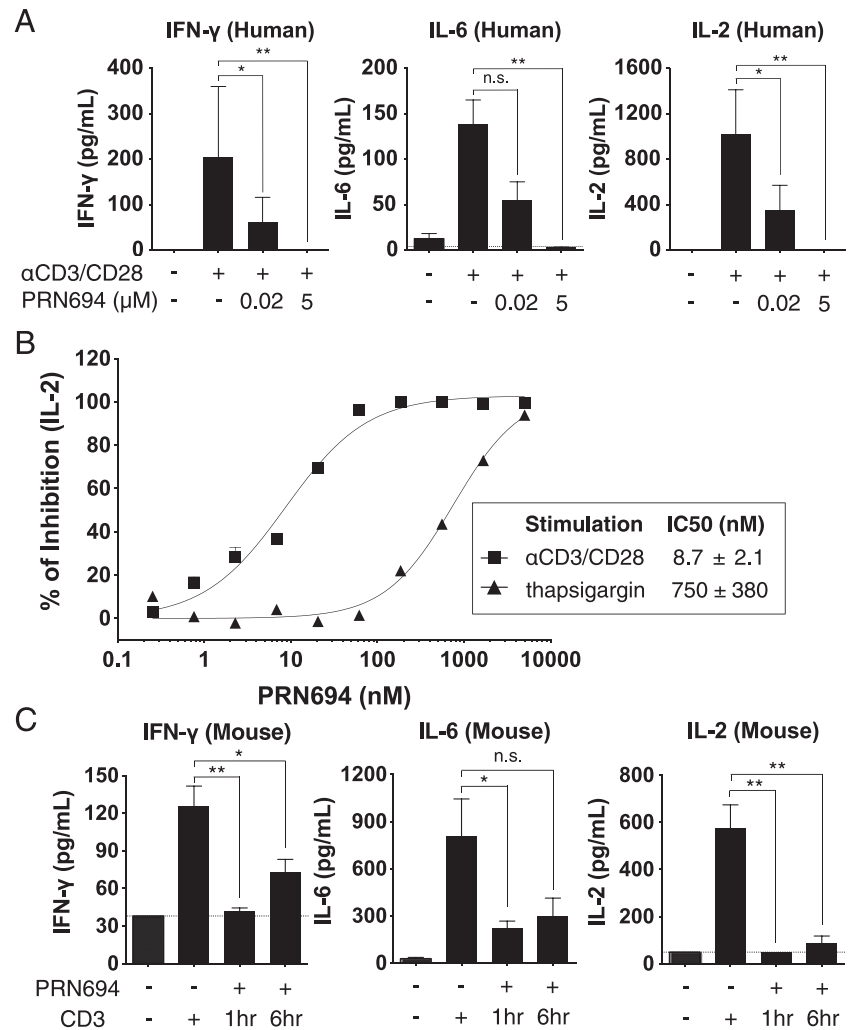 A
IFN-γ (Human)
IL-6 (Human)
IL-2 (Human)
IFN-γ (pg/mL)
400
300
200
100
0
*
**
IL-6 (pg/mL)
200
150
100
50
0
n.s.
**
IL-2 (pg/mL)
1600
1200
800
400
0
*
**
αCD3/CD28 - + + + - + + + - + + +
PRN694 (μM) - - 0.02 5 - - 0.02 5 - - 0.02 5
B
% of Inhibition (IL-2)
120
100
80
60
40
20
0
0.1 1 10 100 1000 10000
PRN694 (nM)
Stimulation IC50 (nM)
αCD3/CD28 8.7 ± 2.1
thapsigargin 750 ± 380
C
IFN-γ (Mouse)
IL-6 (Mouse)
IL-2 (Mouse)
IFN-γ (pg/mL)
150
120
90
60
30
0
**
*
IL-6 (pg/mL)
1200
900
600
300
0
*
n.s.
IL-2 (pg/mL)
800
600
400
200
0
**
**
PRN694 - - + + - - + + - - + +
CD3 - + 1hr 6hr - + 1hr 6hr - + 1hr 6hr